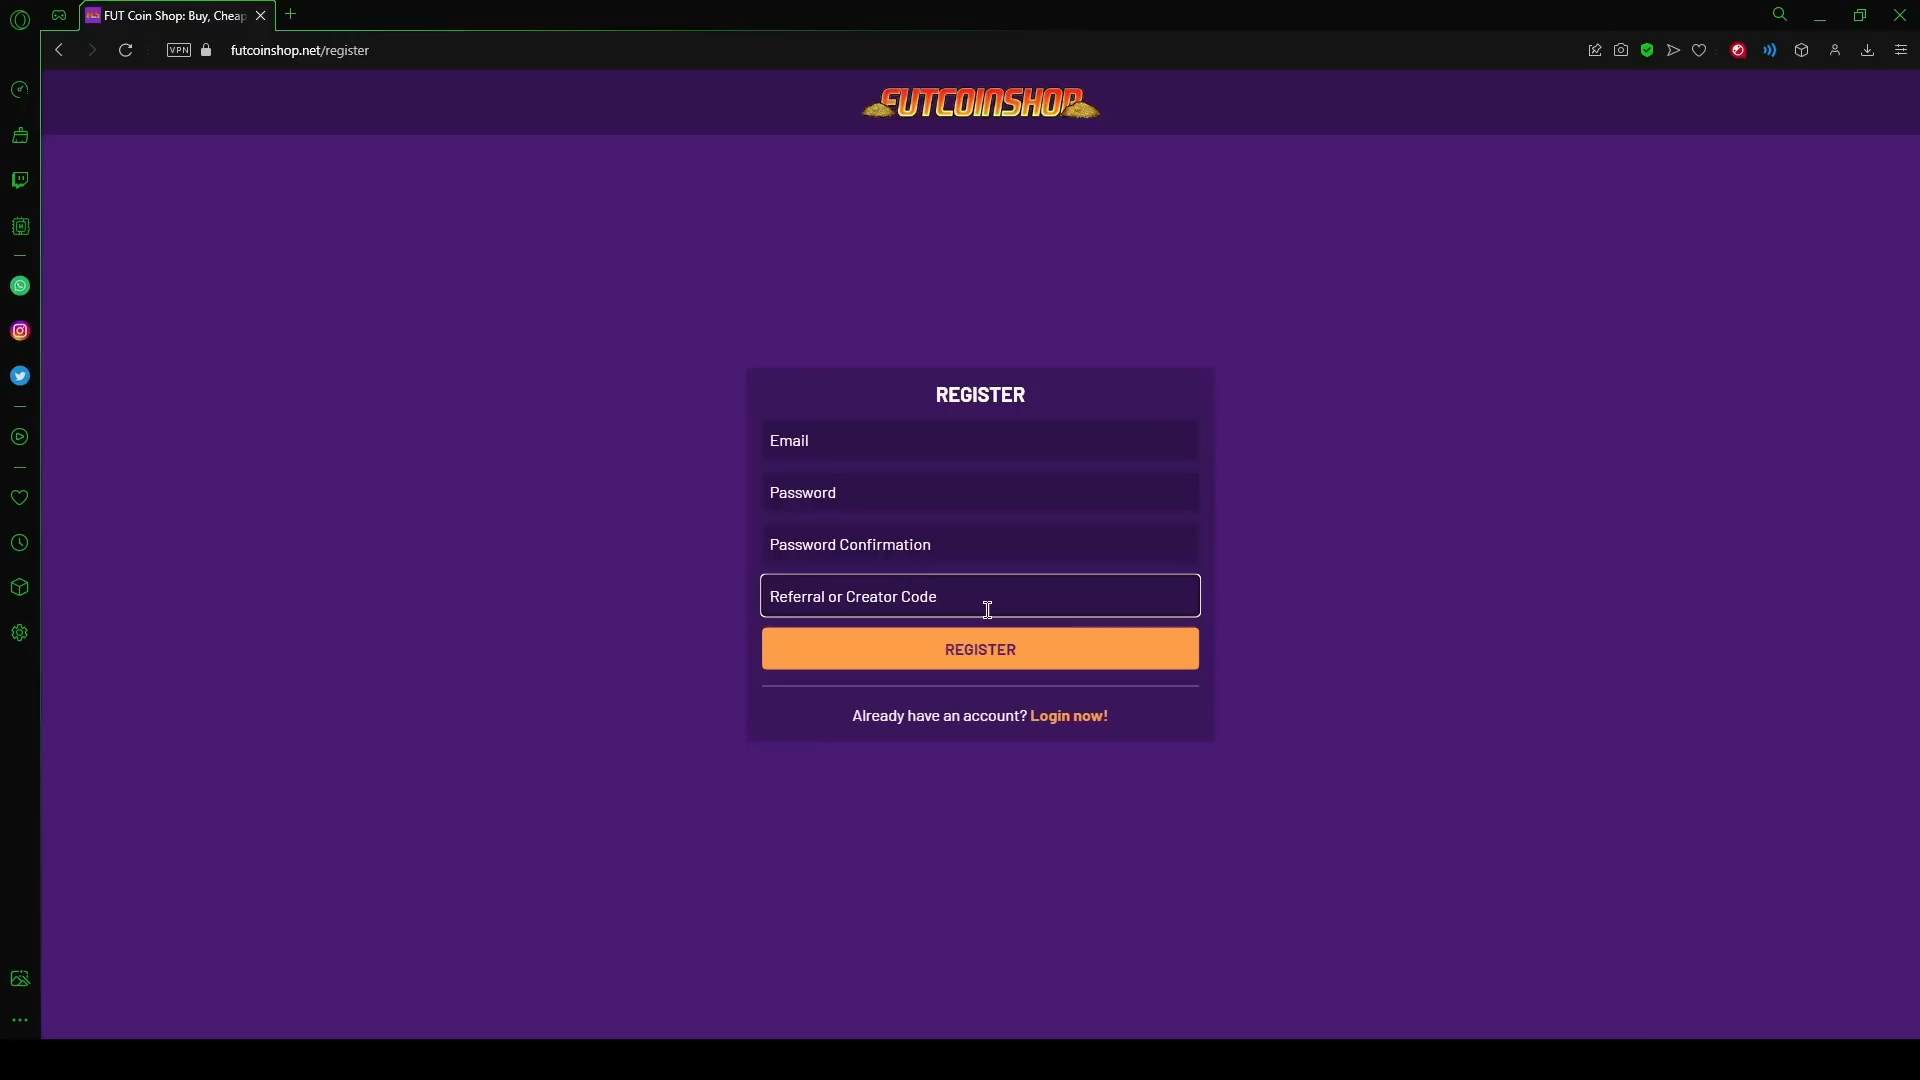 FUT Coin Shop: Buy, Cheap
VPN
futcoinshop.net/register
FUTCOINSHOP
REGISTER
Email
Password
Password Confirmation
Referral or Creator Code
REGISTER
Already have an account? Login now!